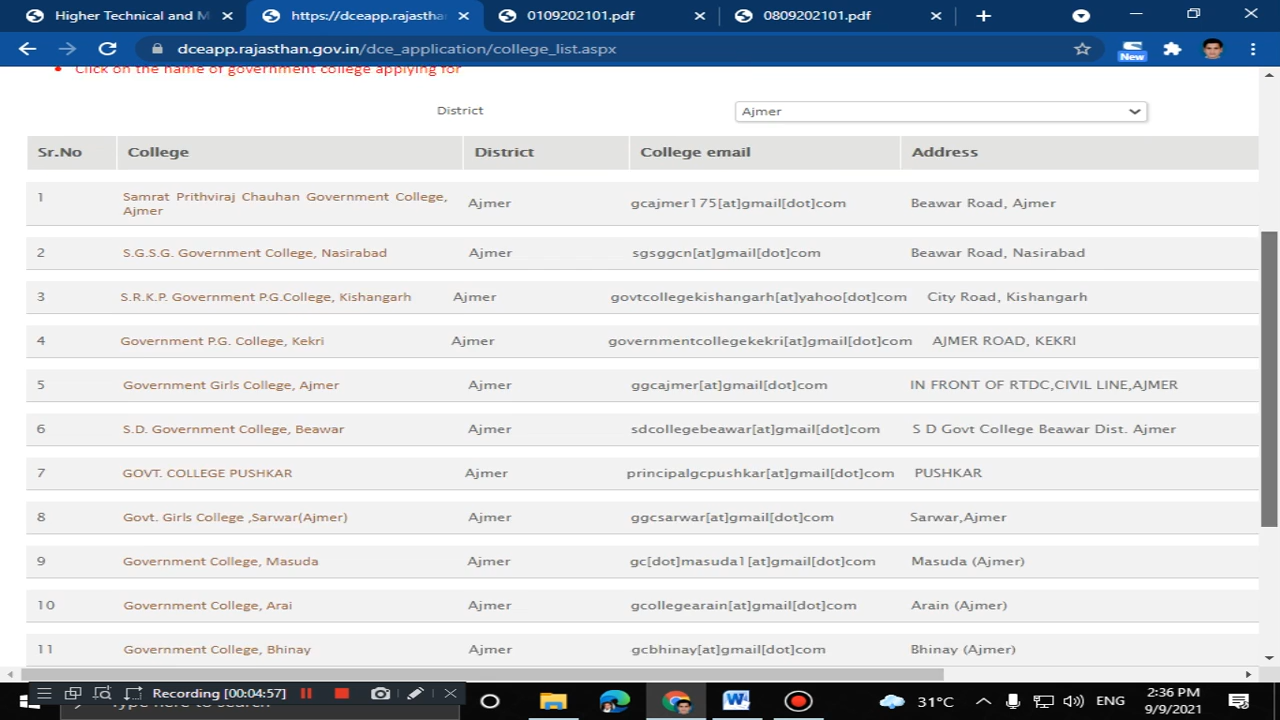 Higher Technical and M
https://dceapp.rajastha
0109202101.pdf
0809202101.pdf
dceapp.rajasthan.gov.in/dce_application/college_list.aspx
New
Click on the name of government college applying for
District
Ajmer
Sr.No College District College email Address
1 Samrat Prithviraj Chauhan Government College, Ajmer gcajmer175[at]gmail[dot]com Beawar Road, Ajmer
Ajmer
2 S.G.S.G. Government College, Nasirabad Ajmer sgsggcn[at]gmail[dot]com Beawar Road, Nasirabad
3 S.R.K.P. Government P.G.College, Kishangarh Ajmer govtcollegekishangarh[at]yahoo[dot]com City Road, Kishangarh
4 Government P.G. College, Kekri Ajmer governmentcollegekekri[at]gmail[dot]com AJMER ROAD, KEKRI
5 Government Girls College, Ajmer Ajmer ggcajmer[at]gmail[dot]com IN FRONT OF RTDC,CIVIL LINE,AJMER
6 S.D. Government College, Beawar Ajmer sdcollegebeawar[at]gmail[dot]com S D Govt College Beawar Dist. Ajmer
7 GOVT. COLLEGE PUSHKAR Ajmer principalgcpushkar[at]gmail[dot]com PUSHKAR
8 Govt. Girls College ,Sarwar(Ajmer) Ajmer ggcsarwar[at]gmail[dot]com Sarwar,Ajmer
9 Government College, Masuda Ajmer gc[dot]masuda1[at]gmail[dot]com Masuda (Ajmer)
10 Government College, Arai Ajmer gcollegearain[at]gmail[dot]com Arain (Ajmer)
11 Government College, Bhinay Ajmer gcbhinay[at]gmail[dot]com Bhinay (Ajmer)
Recording [00:04:57]
Type here to search
31°C
ENG
2:36 PM
9/9/2021